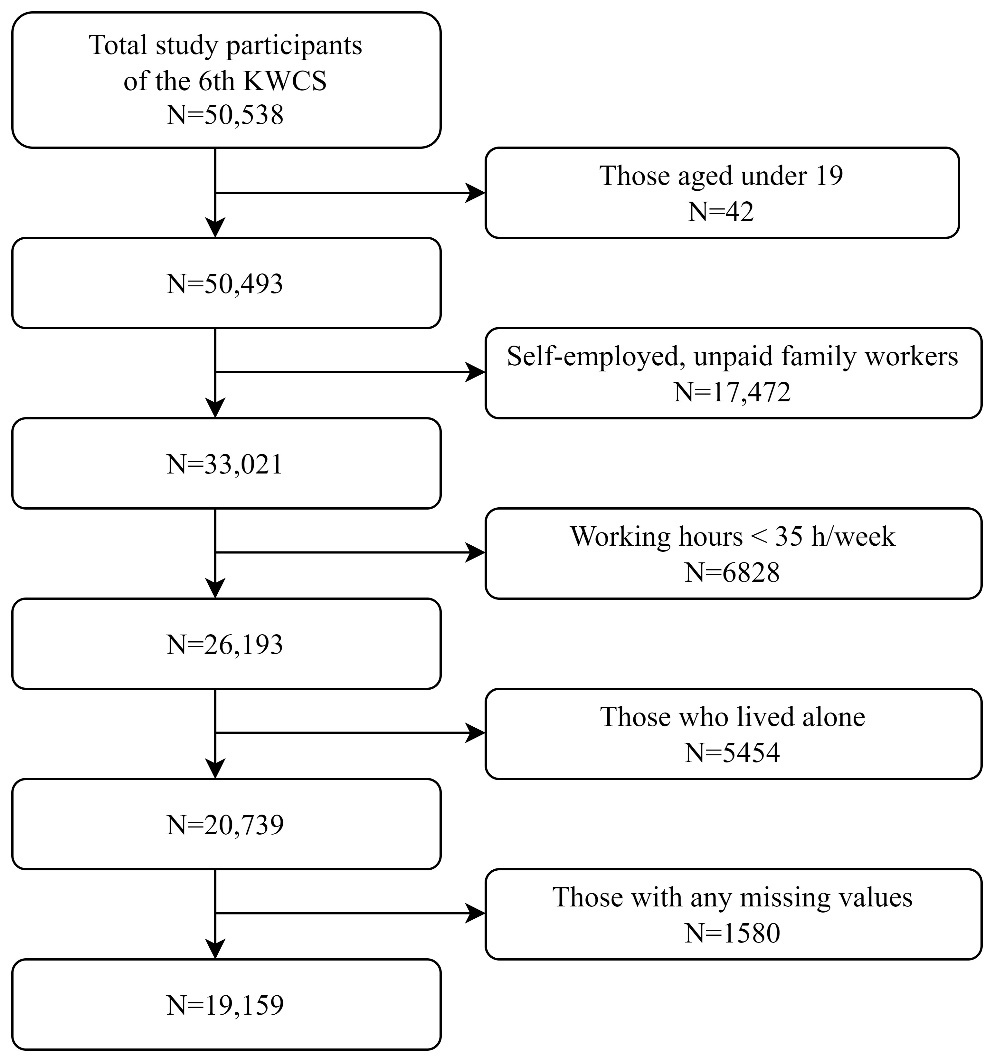 Total study participants
of the 6th KWCS
N=50,538
Those aged under 19
N=42
N=50,493
Self-employed, unpaid family workers
N=17,472
N=33,021
Working hours < 35 h/week
N=6828
N=26,193
Those who lived alone
N=5454
N=20,739
Those with any missing values
N=1580
N=19,159